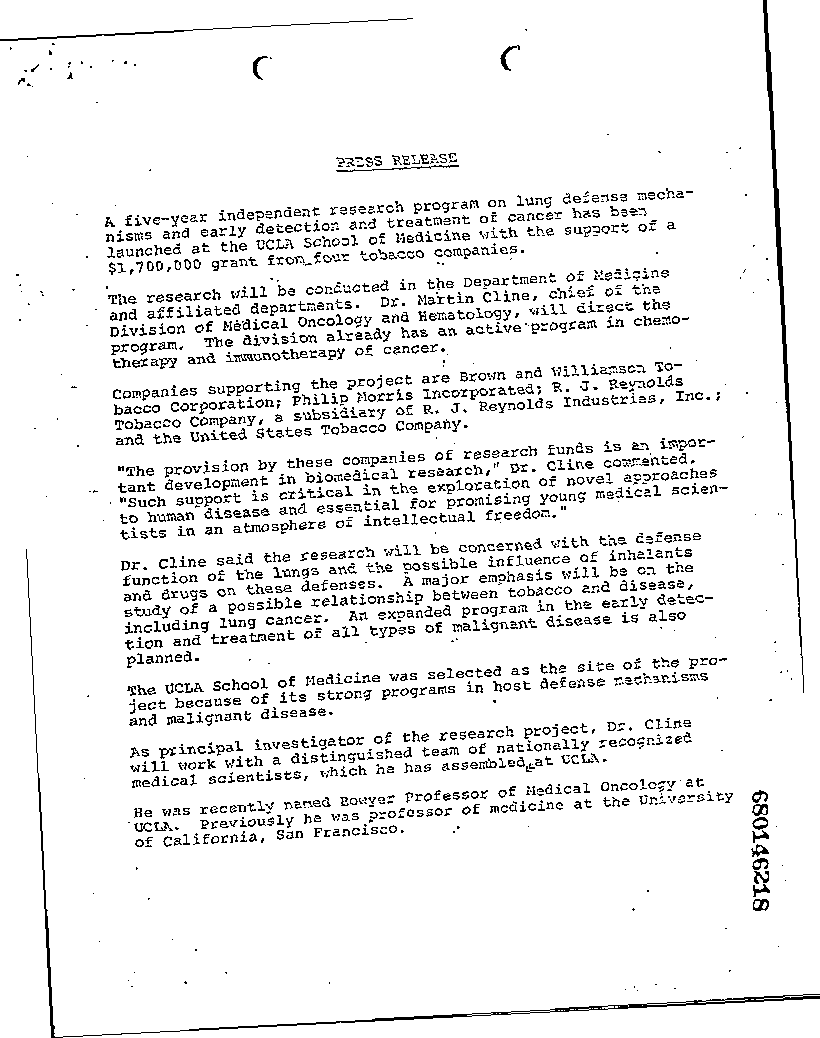 PRESS RELEASE
A five-year independent research program on lung defense mecha-
nisms and early detection and treatment of cancer has been
launched at the UCLA School of Medicine with the support of a
$1,700,000 grant from four tobacco companies.
The research will be conducted in the Department of Medicine
and affiliated departments. Dr. Martin Cline, chief of the
Division of Medical Oncology and Hematology, will direct the
program. The division already has an active program in chemo-
therapy and immunotherapy of cancer.
Companies supporting the project are Brown and Williamson To-
bacco Corporation; Philip Morris Incorporated; R. J. Reynolds
Tobacco Company, a subsidiary of R. J. Reynolds Industries, Inc.;
and the United States Tobacco Company.
"The provision by these companies of research funds is an impor-
tant development in biomedical research," Dr. Cline commented.
"Such support is critical in the exploration of novel approaches
to human disease and essential for promising young medical scien-
tists in an atmosphere of intellectual freedom."
Dr. Cline said the research will be concerned with the defense
function of the lungs and the possible influence of inhalants
and drugs on these defenses. A major emphasis will be on the
study of a possible relationship between tobacco and disease,
including lung cancer. An expanded program in the early detec-
tion and treatment of all types of malignant disease is also
planned.
The UCLA School of Medicine was selected as the site of the pro-
ject because of its strong programs in host defense mechanisms
and malignant disease.
As principal investigator of the research project, Dr. Cline
will work with a distinguished team of nationally recognized
medical scientists, which he has assembled at UCLA.
He was recently named Bowyer Professor of Medical Oncology at
UCLA. Previously he was professor of medicine at the University
of California, San Francisco.
680146218